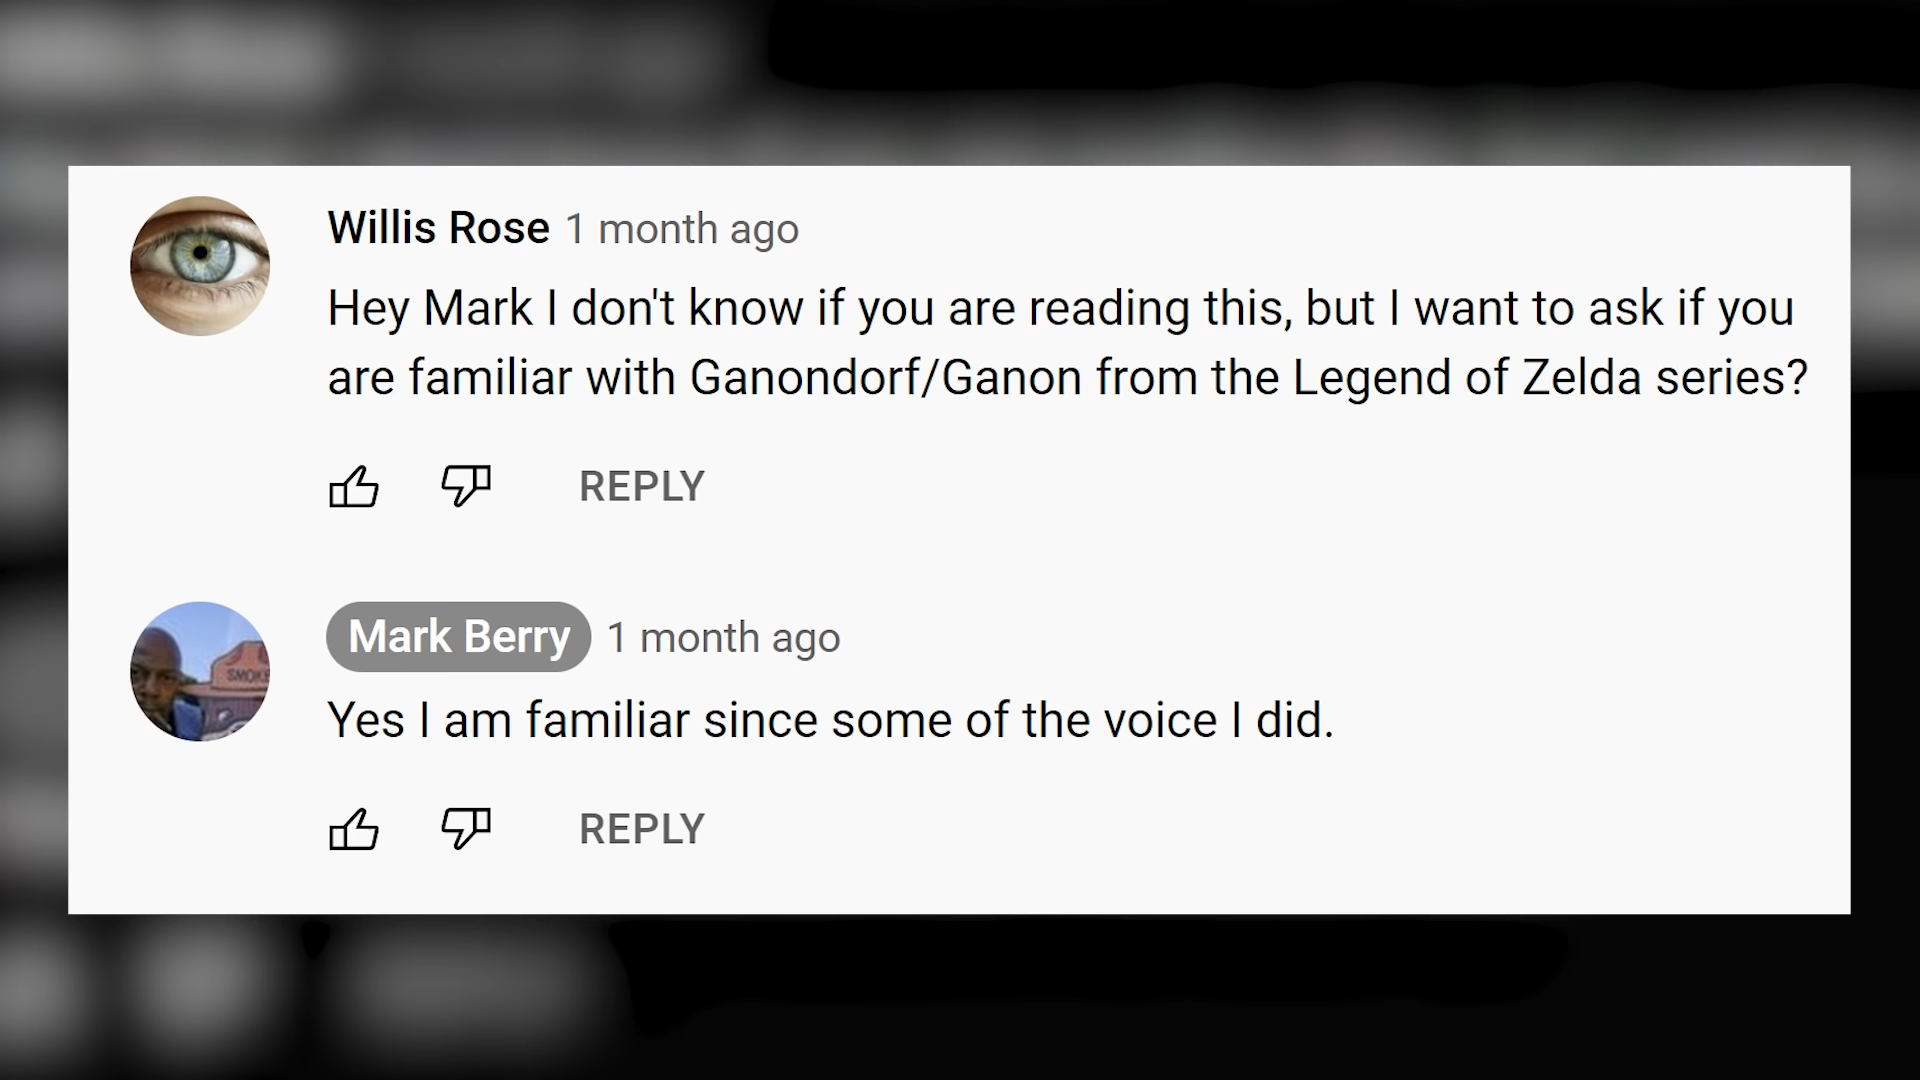 Willis Rose 1 month ago
Hey Mark I don't know if you are reading this, but I want to ask if you
are familiar with Ganondorf/Ganon from the Legend of Zelda series?
REPLY
Mark Berry 1 month ago
SMOK
Yes I am familiar since some of the voice I did.
REPLY